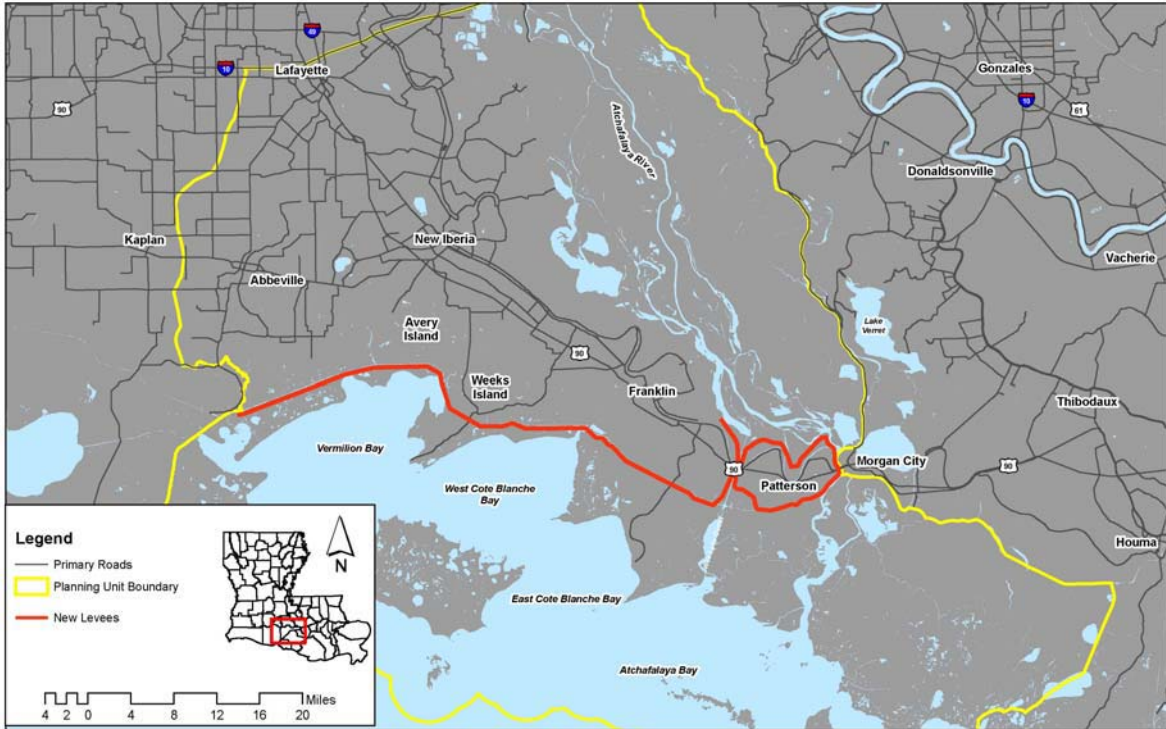 49
10
Lafayette
90
Gonzales
10
61
Atchafalaya River
Donaldsonville
Kaplan
New Iberia
Vacherie
Abbeville
Avery
Island
Lake
Verret
90
Weeks
Island
Franklin
Thibodaux
Vermilion Bay
Morgan City
90
90
Patterson
West Cote Blanche
Bay
Houma
East Cote Blanche Bay
Atchafalaya Bay
Legend
Primary Roads
Planning Unit Boundary
New Levees
N
Miles
4 2 0 4 8 12 16 20